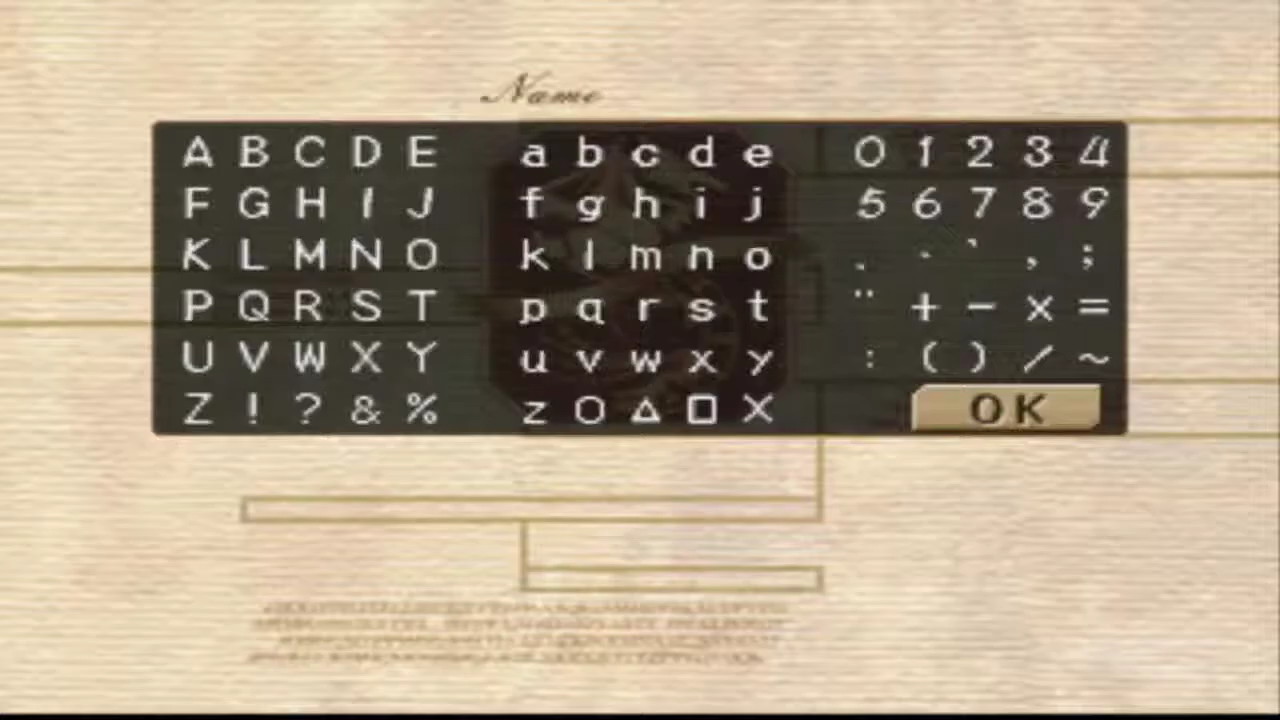 Name
A B C D E a b c d e 0 1 2 3 4
F G H I J f g h i j 5 6 7 8 9
K L M N O k l m n o . - ` , ;
P Q R S T p q r s t " + - x =
U V W X Y u v w x y : ( ) / ~
Z ! ? & % z ○ △ □ X OK